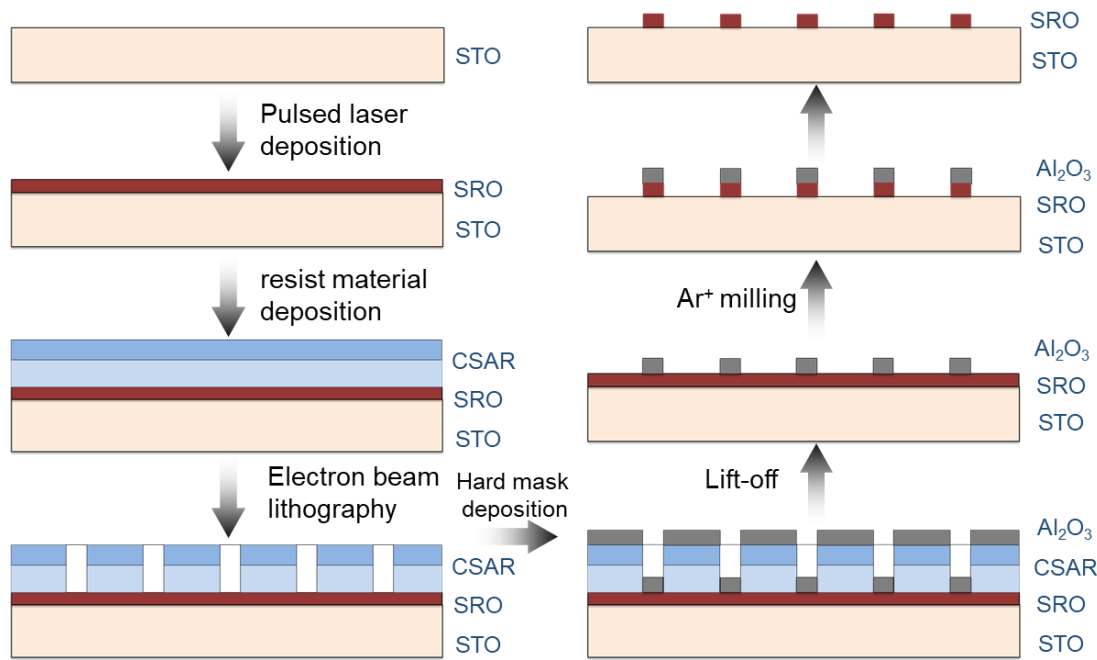 STO
Pulsed laser
deposition
SRO
STO
resist material
deposition
CSAR
SRO
STO
Electron beam
lithography
CSAR
SRO
STO
Hard mask
deposition
Al₂O₃
CSAR
SRO
STO
Lift-off
Al₂O₃
SRO
STO
Ar⁺ milling
Al₂O₃
SRO
STO
SRO
STO